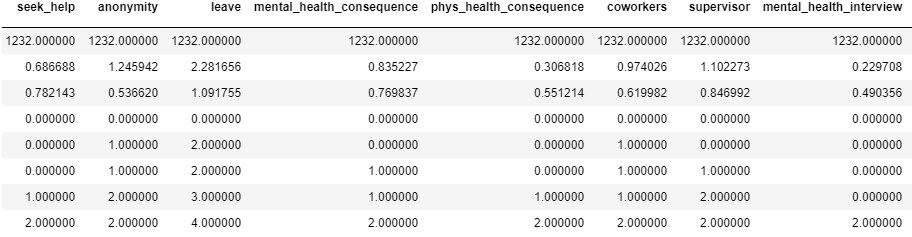 seek_help anonymity leave mental_health_consequence phys_health_consequence coworkers supervisor mental_health_interview
1232.000000 1232.000000 1232.000000 1232.000000 1232.000000 1232.000000 1232.000000 1232.000000
0.686688 1.245942 2.281656 0.835227 0.306818 0.974026 1.102273 0.229708
0.782143 0.536620 1.091755 0.769837 0.551214 0.619982 0.846992 0.490356
0.000000 0.000000 0.000000 0.000000 0.000000 0.000000 0.000000 0.000000
0.000000 1.000000 2.000000 0.000000 0.000000 1.000000 0.000000 0.000000
0.000000 1.000000 2.000000 1.000000 0.000000 1.000000 1.000000 0.000000
1.000000 2.000000 3.000000 1.000000 1.000000 1.000000 2.000000 0.000000
2.000000 2.000000 4.000000 2.000000 2.000000 2.000000 2.000000 2.000000